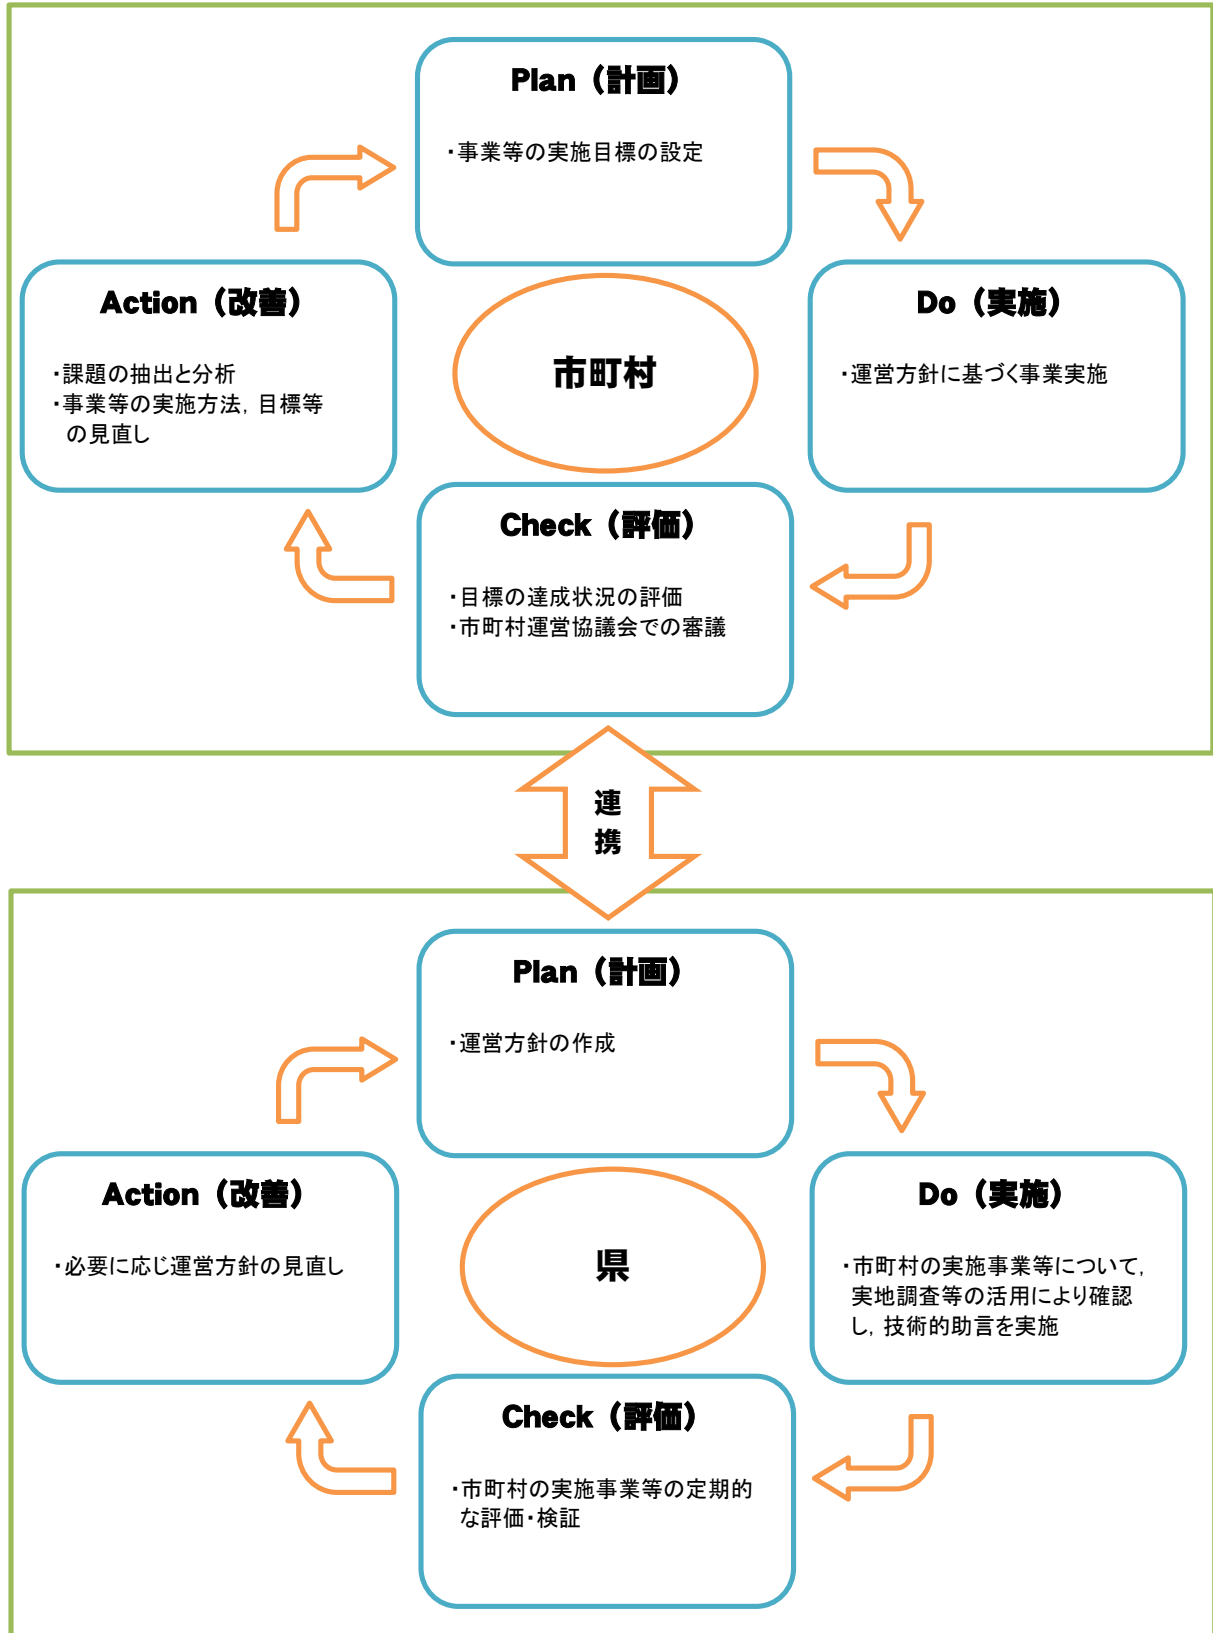 Plan（計画）
・事業等の実施目標の設定
Action（改善）
・課題の抽出と分析
・事業等の実施方法，目標等
の見直し
市町村
Do（実施）
・運営方針に基づく事業実施
Check（評価）
・目標の達成状況の評価
・市町村運営協議会での審議
連
携
Plan（計画）
・運営方針の作成
Action（改善）
・必要に応じ運営方針の見直し
県
Do（実施）
・市町村の実施事業等について，
実地調査等の活用により確認
し，技術的助言を実施
Check（評価）
・市町村の実施事業等の定期的
な評価・検証